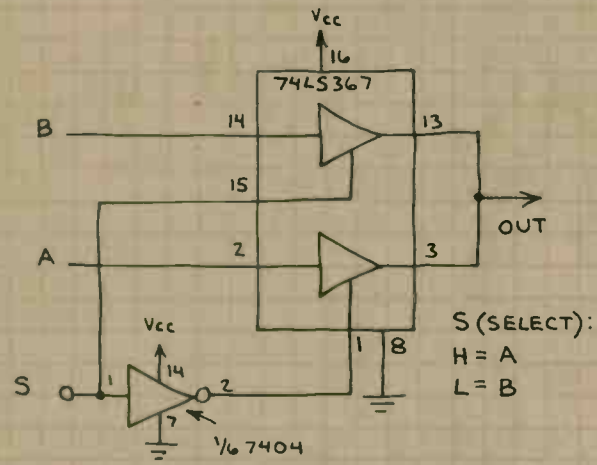 Vcc
16
74LS367
B 14 13
15
OUT
A 2 3
S (SELECT):
H = A
L = B
Vcc
14
1 8
S 1 2
7
1/6 7404